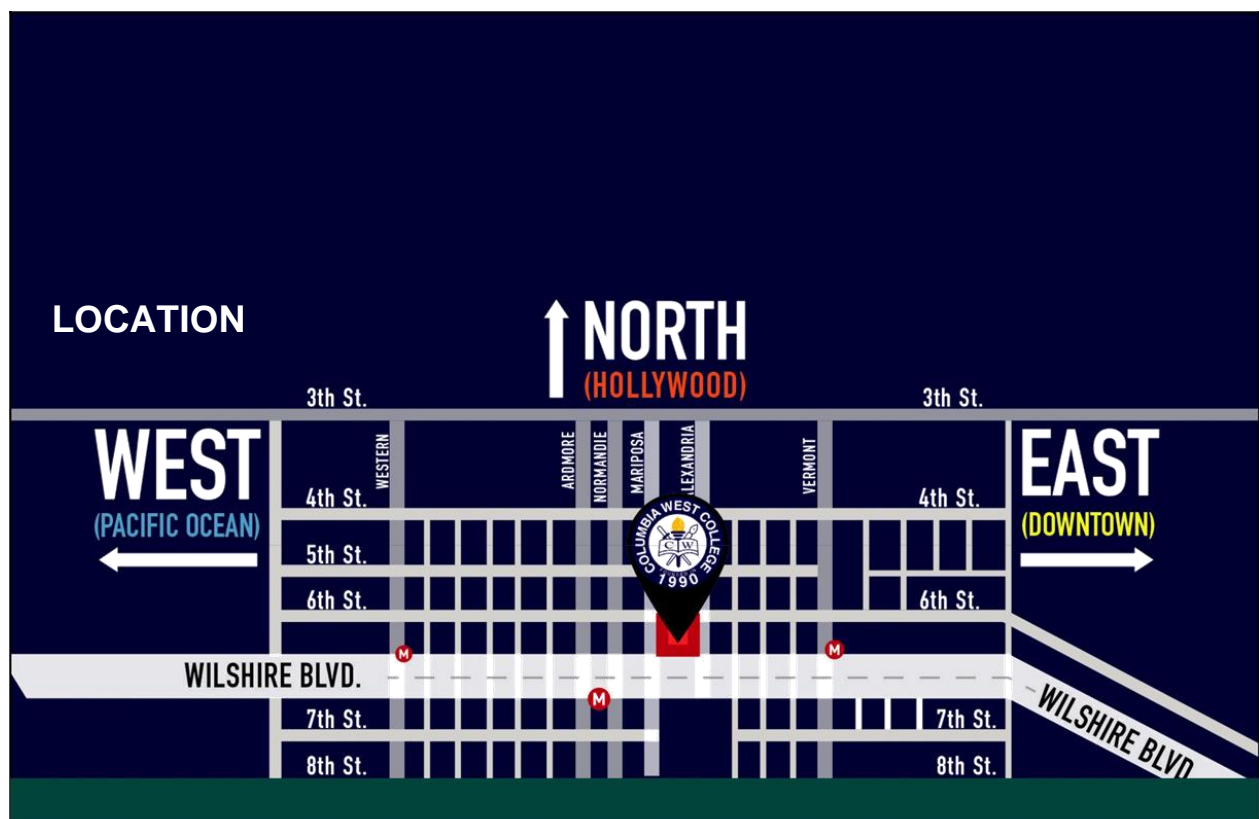 LOCATION
NORTH
(HOLLYWOOD)
3th St.
3th St.
WEST
(PACIFIC OCEAN)
WESTERN
ARDMORE
NORMANDIE
MARIPOSA
LEXANDRIA
VERMONT
EAST
(DOWNTOWN)
4th St.
4th St.
COLUMBIA WEST COLLEGE
C W
1990
5th St.
6th St.
6th St.
M
M
WILSHIRE BLVD.
M
WILSHIRE BLVD
7th St.
7th St.
8th St.
8th St.